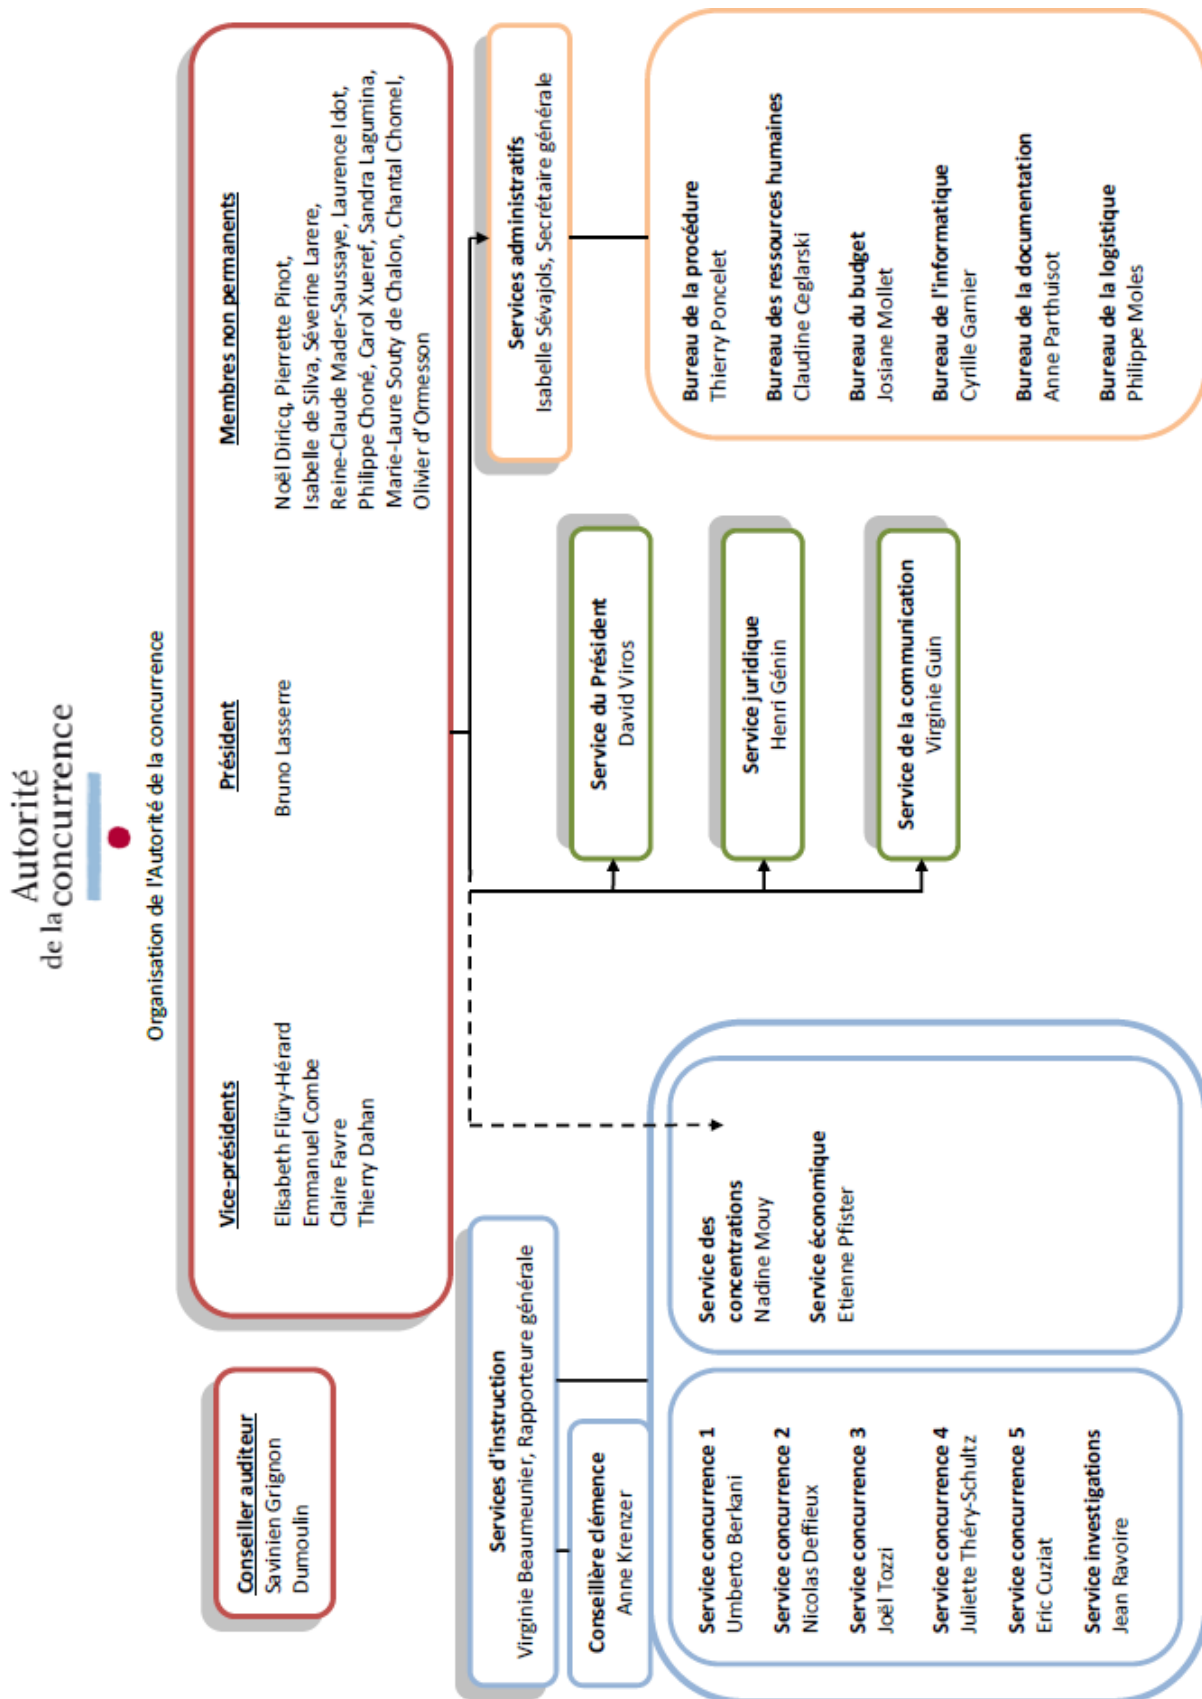 Autorité
de la concurrence
Organisation de l'Autorité de la concurrence
Conseiller auditeur
Savinien Grignon
Dumoulin
Vice-présidents
Elisabeth Flüry-Hérard
Emmanuel Combe
Claire Favre
Thierry Dahan
Président
Bruno Lasserre
Membres non permanents
Noël Diricq, Pierrette Pinot,
Isabelle de Silva, Séverine Larere,
Reine-Claude Mader-Saussaye, Laurence Idot,
Philippe Choné, Carol Xueref, Sandra Lagumina,
Marie-Laure Souty de Chalon, Chantal Chomel,
Olivier d'Ormesson
Services d'instruction
Virginie Beaumeunier, Rapporteure générale
Conseillère clémence
Anne Krenzer
Service concurrence 1
Umberto Berkani
Service concurrence 2
Nicolas Deffieux
Service concurrence 3
Joël Tozzi
Service concurrence 4
Juliette Théry-Schultz
Service concurrence 5
Eric Cuziat
Service investigations
Jean Ravoire
Service des
concentrations
Nadine Mouy
Service économique
Etienne Pfister
Service du Président
David Viros
Service juridique
Henri Génin
Service de la communication
Virginie Guin
Services administratifs
Isabelle Sévajols, Secrétaire générale
Bureau de la procédure
Thierry Poncelet
Bureau des ressources humaines
Claudine Ceglarski
Bureau du budget
Josiane Mollet
Bureau de l'informatique
Cyrille Garnier
Bureau de la documentation
Anne Parthuisot
Bureau de la logistique
Philippe Moles